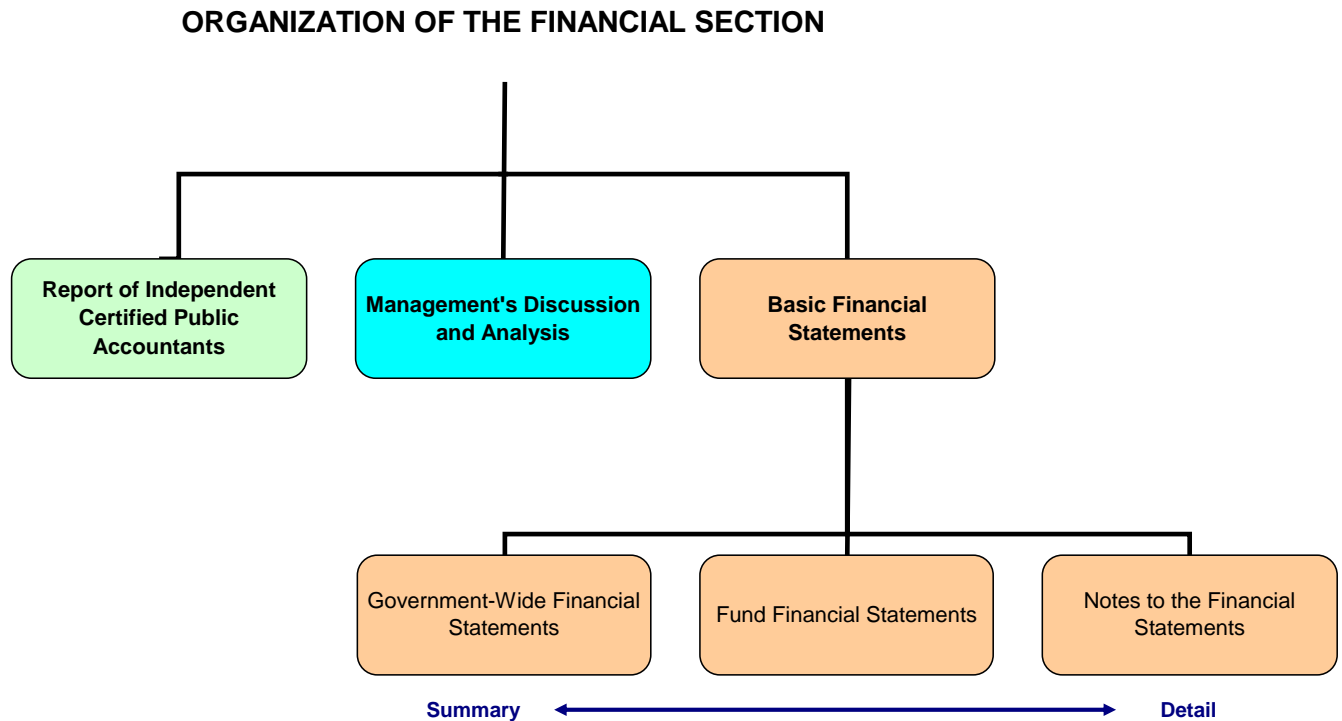 ORGANIZATION OF THE FINANCIAL SECTION
Report of Independent
Certified Public
Accountants
Management's Discussion
and Analysis
Basic Financial
Statements
Government-Wide Financial
Statements
Fund Financial Statements
Notes to the Financial
Statements
Summary
Detail